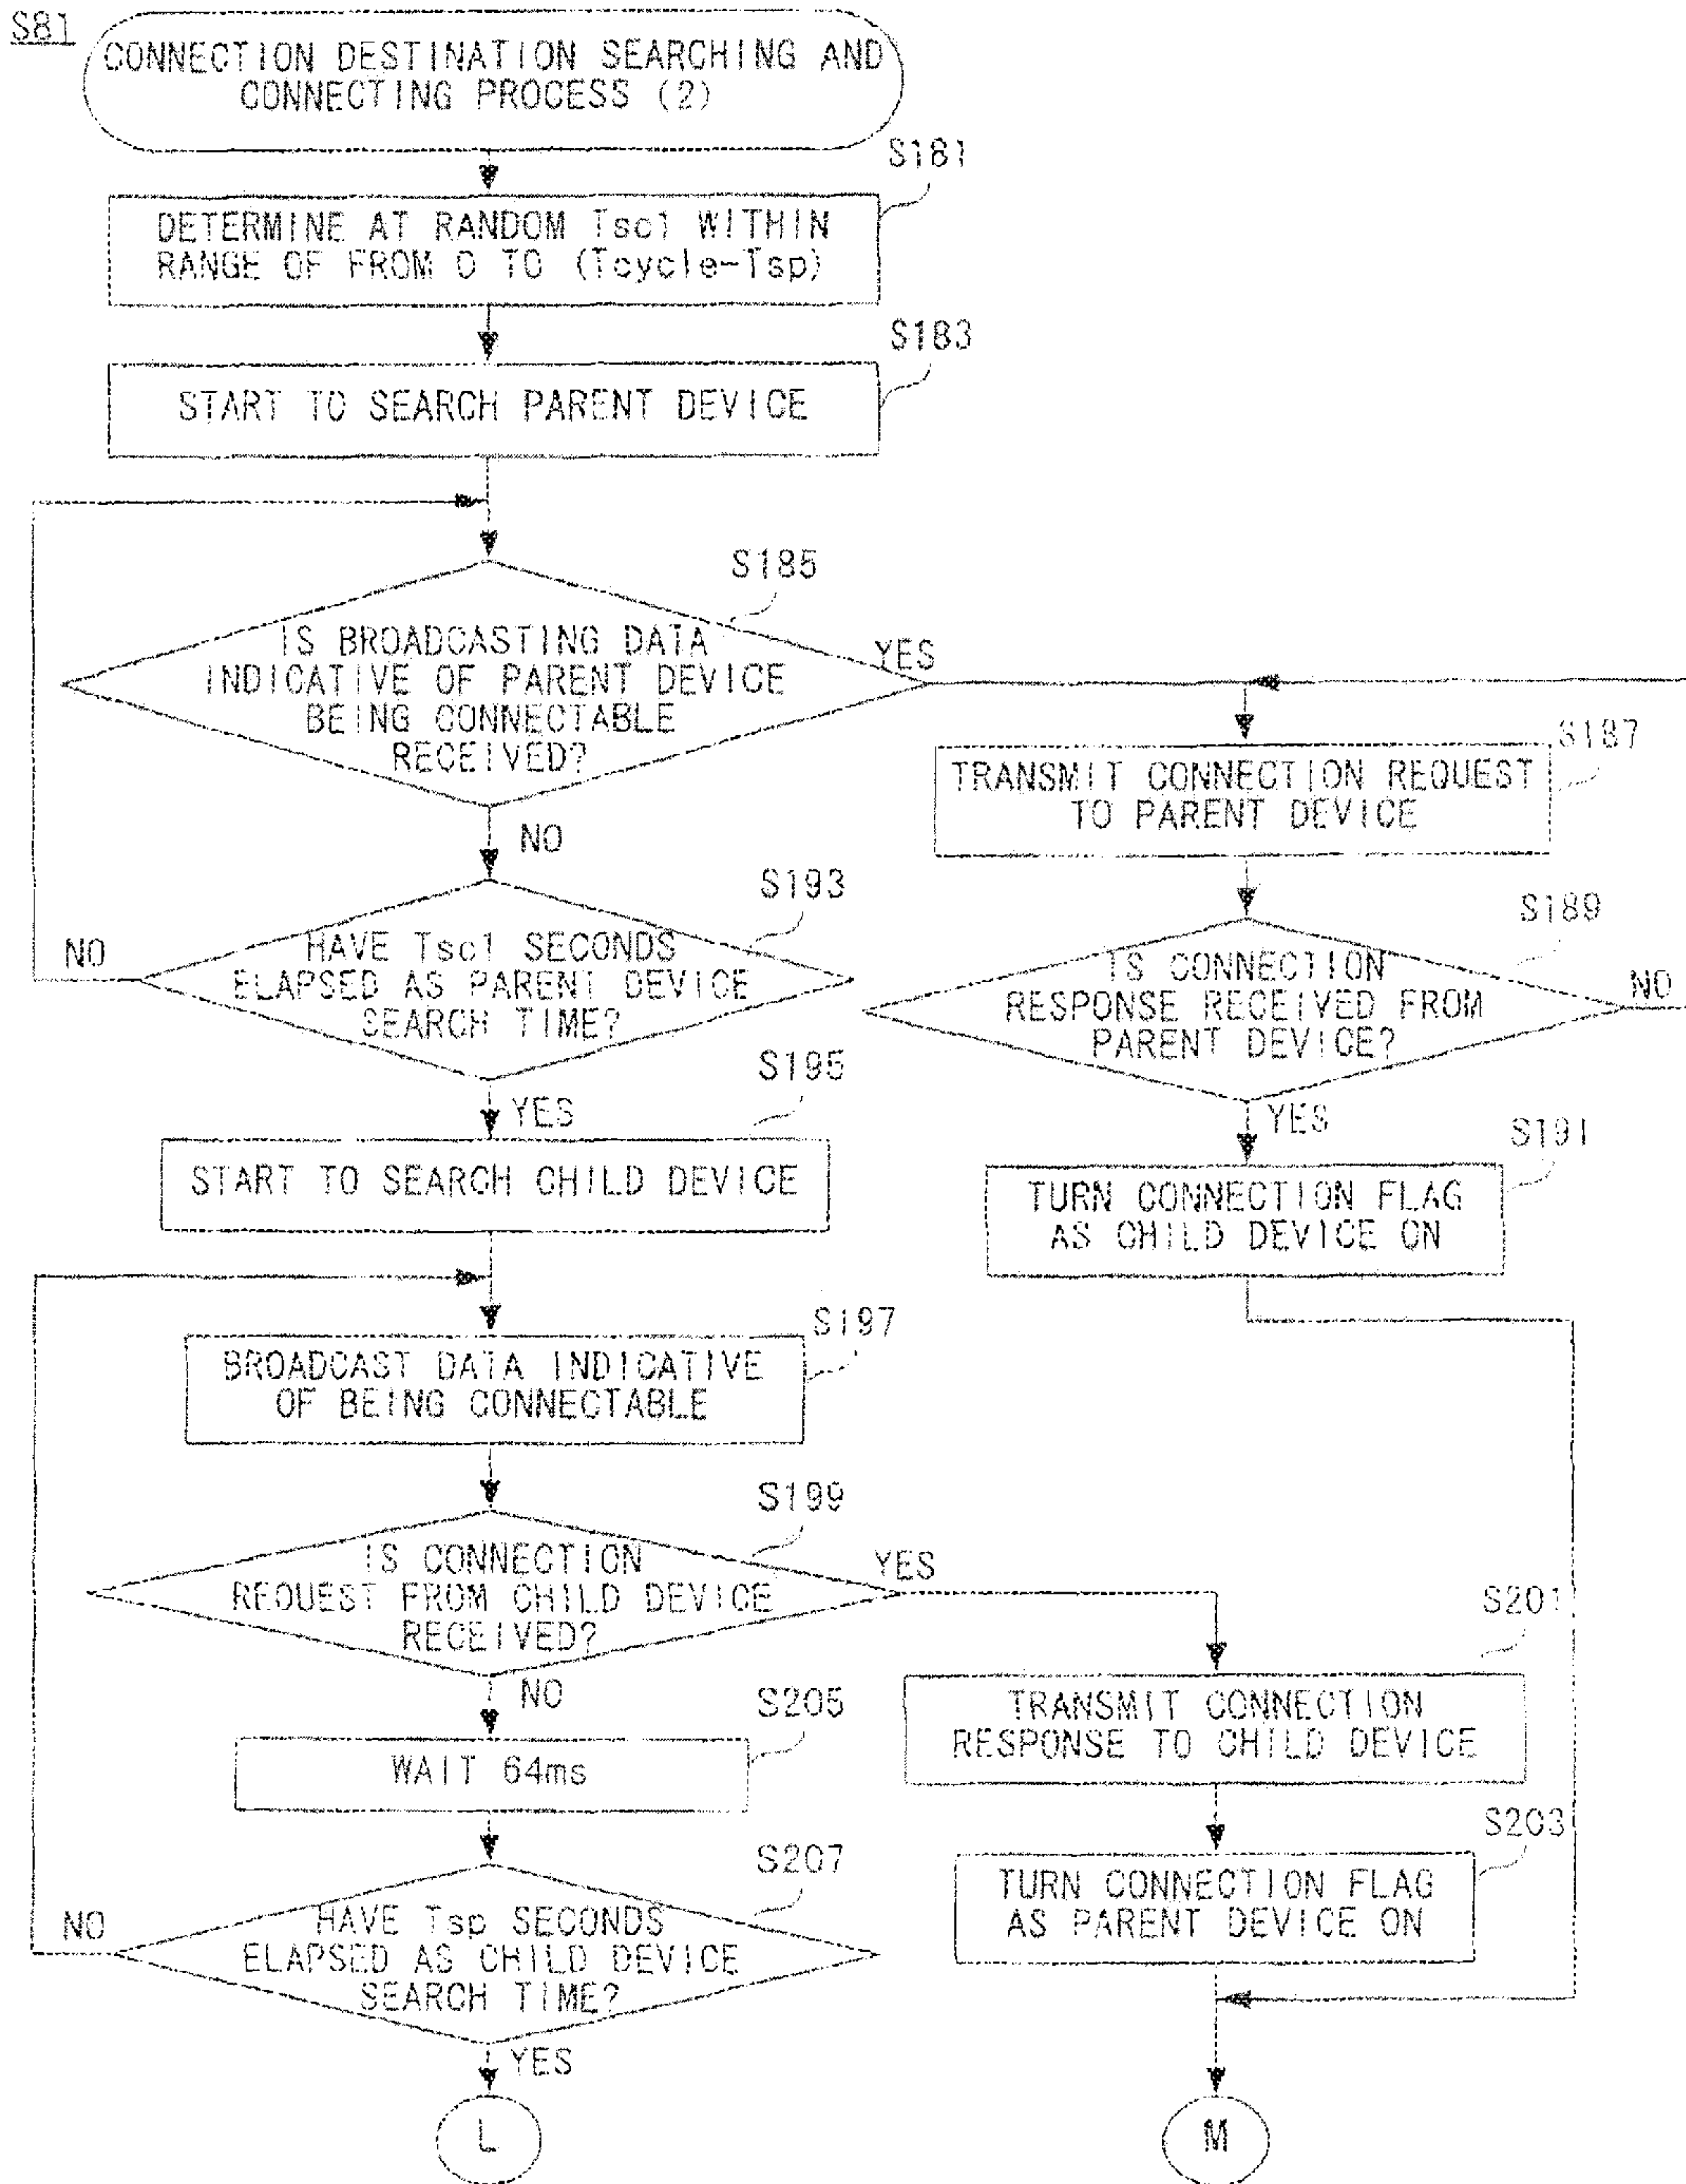 S81
CONNECTION DESTINATION SEARCHING AND
CONNECTING PROCESS (2)
S181
DETERMINE AT RANDOM Tsc1 WITHIN
RANGE OF FROM 0 TO (Tcycle-Tsp)
S183
START TO SEARCH PARENT DEVICE
S185
IS BROADCASTING DATA
INDICATIVE OF PARENT DEVICE
BEING CONNECTABLE
RECEIVED?
YES
NO
S187
TRANSMIT CONNECTION REQUEST
TO PARENT DEVICE
S193
HAVE Tsc1 SECONDS
ELAPSED AS PARENT DEVICE
SEARCH TIME?
NO
YES
S189
IS CONNECTION
RESPONSE RECEIVED FROM
PARENT DEVICE?
NO
YES
S195
START TO SEARCH CHILD DEVICE
S191
TURN CONNECTION FLAG
AS CHILD DEVICE ON
S197
BROADCAST DATA INDICATIVE
OF BEING CONNECTABLE
S199
IS CONNECTION
REQUEST FROM CHILD DEVICE
RECEIVED?
YES
NO
S201
TRANSMIT CONNECTION
RESPONSE TO CHILD DEVICE
S205
WAIT 64ms
S203
TURN CONNECTION FLAG
AS PARENT DEVICE ON
S207
HAVE Tsp SECONDS
ELAPSED AS CHILD DEVICE
SEARCH TIME?
NO
YES
L
M